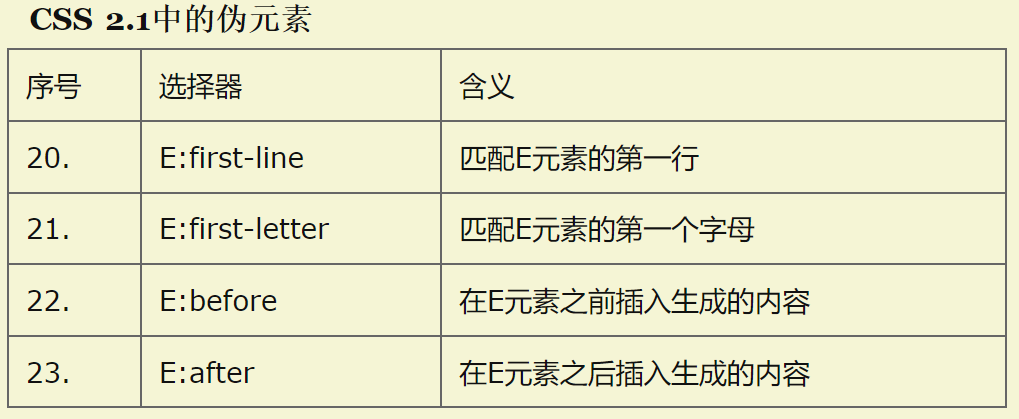 CSS 2.1中的伪元素
序号 选择器 含义
20. E:first-line 匹配E元素的第一行
21. E:first-letter 匹配E元素的第一个字母
22. E:before 在E元素之前插入生成的内容
23. E:after 在E元素之后插入生成的内容